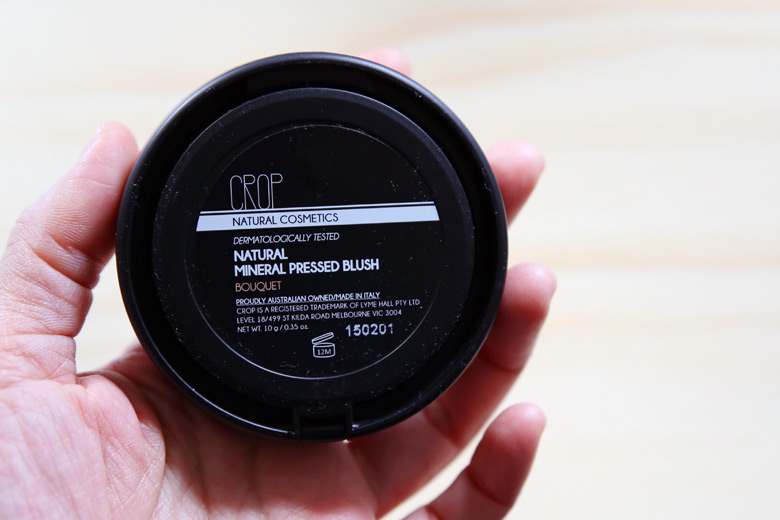 CROP
NATURAL COSMETICS
DERMATOLOGICALLY TESTED
NATURAL
MINERAL PRESSED BLUSH
BOUQUET
PROUDLY AUSTRALIAN OWNED/MADE IN ITALY
CROP IS A REGISTERED TRADEMARK OF LYME HALL PTY LTD
LEVEL 18/499 ST KILDA ROAD MELBOURNE VIC 3004
NET WT. 10 g / 0.35 oz.
150201
12M